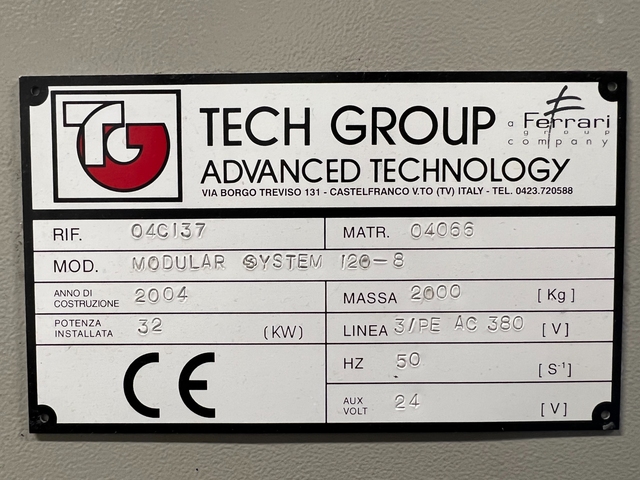 TG
TECH GROUP
a Ferrari
group
company
ADVANCED TECHNOLOGY
VIA BORGO TREVISO 131 - CASTELFRANCO V.TO (TV) ITALY - TEL. 0423.720588
RIF. 04C137 MATR. 04066
MOD. MODULAR SYSTEM 120-8
ANNO DI COSTRUZIONE 2004 MASSA 2000 [Kg]
POTENZA INSTALLATA 32 (KW) LINEA 3/PE AC 380 [V]
HZ 50 [S-1]
CE
AUX VOLT 24 [V]